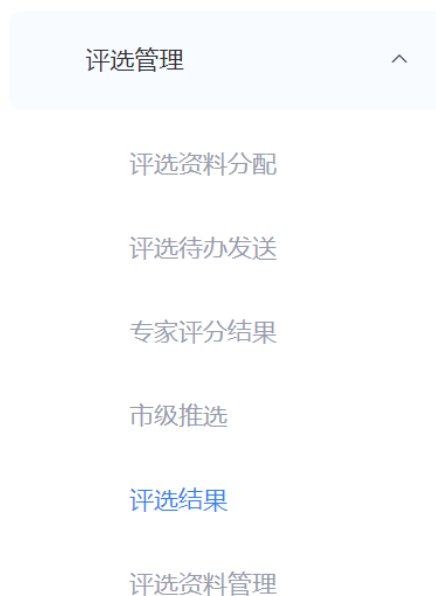 评选管理
评选资料分配
评选待办发送
专家评分结果
市级推选
评选结果
评选资料管理